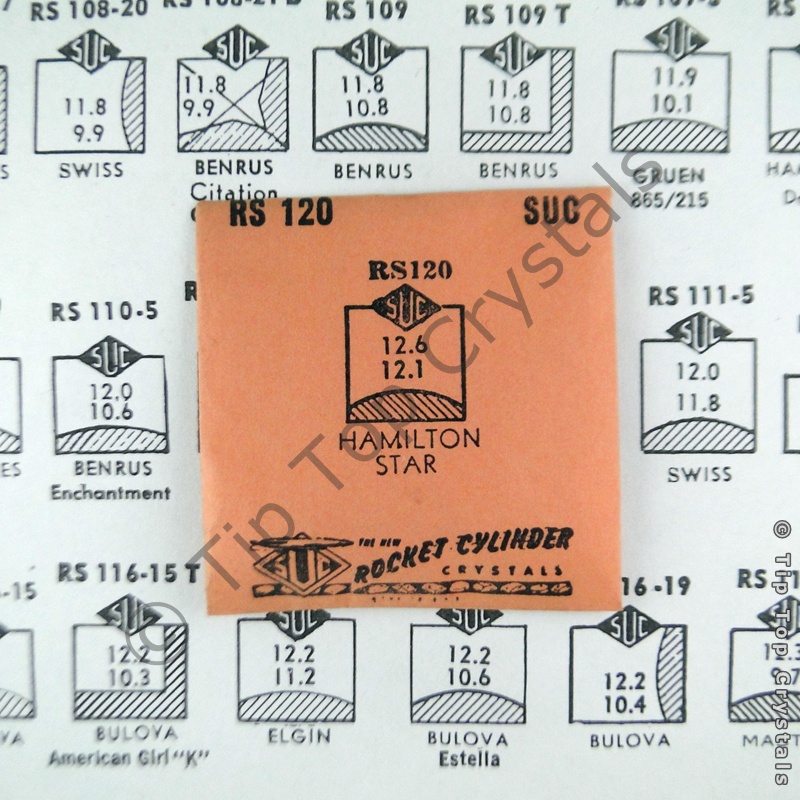 RS 108-20
RS 109
RS 109 T
SUC
SUC
SUC
SUC
SUC
11.8
9.9
11.8
9.9
11.8
10.8
11.8
10.8
11.9
10.1
SWISS
BENRUS
Citation
BENRUS
BENRUS
GRUEN
865/215
RS 120
SUC
RS120
SUC
12.6
12.1
HAMILTON
STAR
SUC
THE NEW
ROCKET CYLINDER
CRYSTALS
RS 110-5
SUC
12.0
10.6
BENRUS
Enchantment
RS 111-5
SUC
12.0
11.8
SWISS
RS 116-15 T
16-19
SUC
SUC
SUC
SUC
SUC
12.2
10.3
12.2
11.2
12.2
10.6
12.2
10.4
BULOVA
American Girl "K"
ELGIN
BULOVA
Estella
BULOVA
© Tip Top Crystals
© Tip Top Crystals